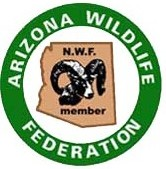 ARIZONA WILDLIFE
N.W.F.
member
FEDERATION